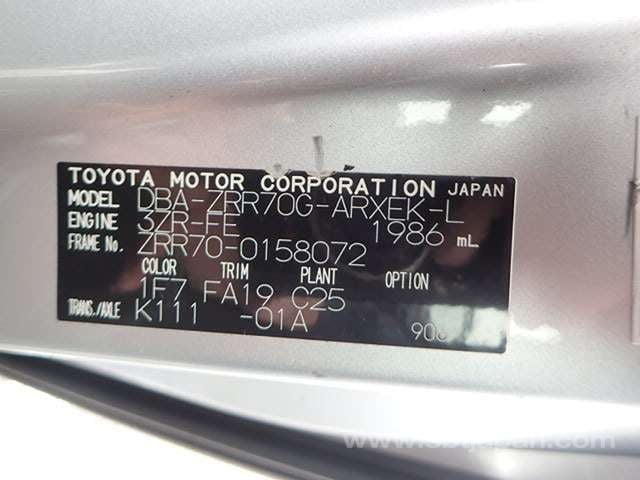 TOYOTA MOTOR CORPORATION JAPAN
MODEL DBA-ZRR70G-ARXEK-L
ENGINE 3ZR-FE 1986 mL
FRAME No. ZRR70-0158072
COLOR TRIM PLANT OPTION
1F7 FA19 C25
TRANS./AXLE K111 -01A